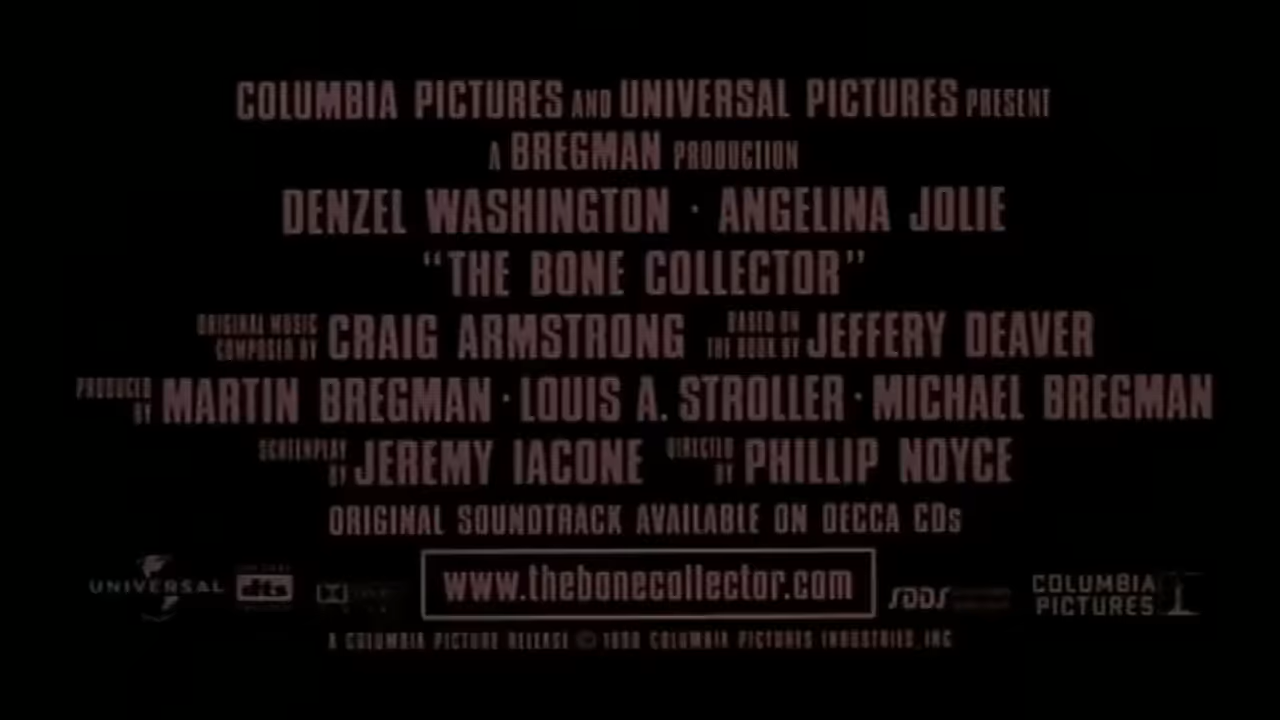 COLUMBIA PICTURES AND UNIVERSAL PICTURES PRESENT
A BREGMAN PRODUCTION
DENZEL WASHINGTON · ANGELINA JOLIE
"THE BONE COLLECTOR"
ORIGINAL MUSIC COMPOSED BY CRAIG ARMSTRONG BASED ON THE BOOK BY JEFFERY DEAVER
PRODUCED BY MARTIN BREGMAN · LOUIS A. STROLLER · MICHAEL BREGMAN
SCREENPLAY BY JEREMY IACONE DIRECTED BY PHILLIP NOYCE
ORIGINAL SOUNDTRACK AVAILABLE ON DECCA CDs
UNIVERSAL dts www.thebonecollector.com SDDS COLUMBIA PICTURES
A COLUMBIA PICTURE RELEASE © COLUMBIA PICTURES INDUSTRIES, INC